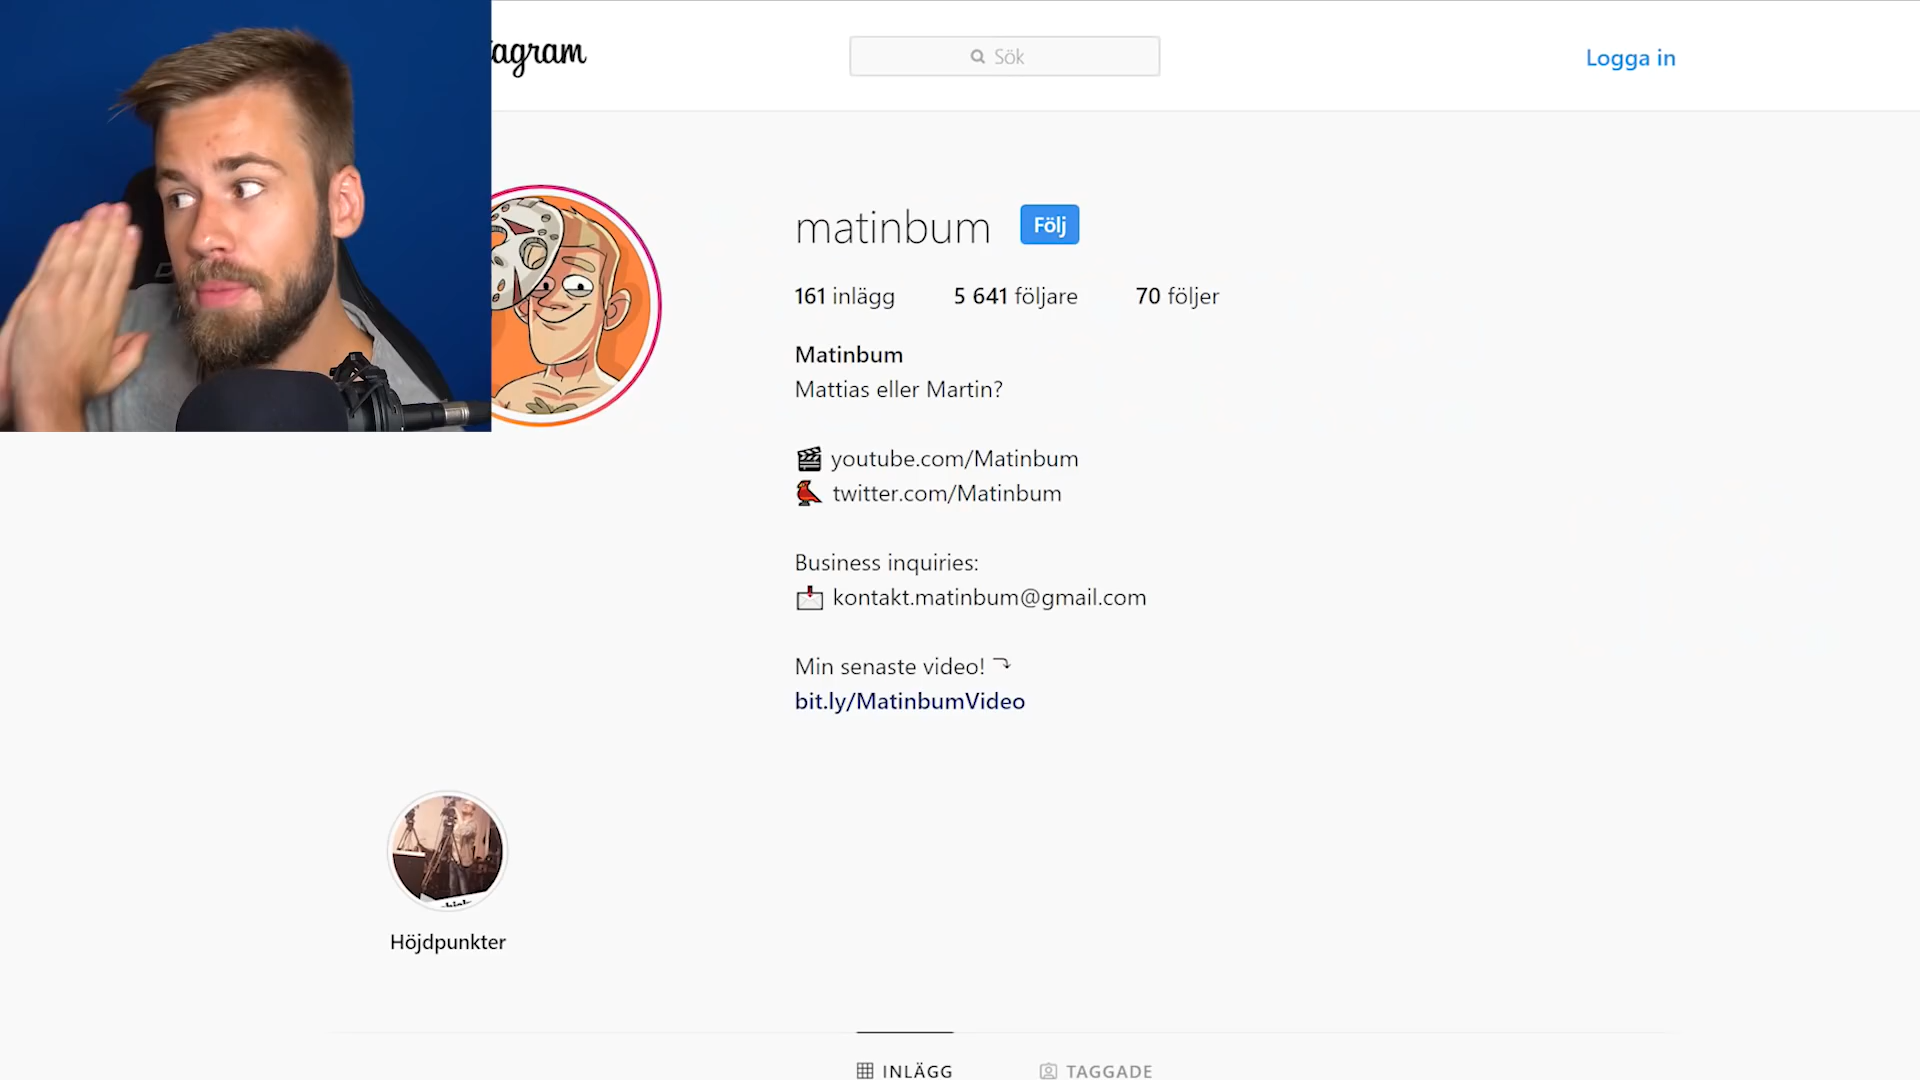 agram
Sök
Logga in
matinbum
Följ
161 inlägg
5 641 följare
70 följer
Matinbum
Mattias eller Martin?
youtube.com/Matinbum
twitter.com/Matinbum
Business inquiries:
kontakt.matinbum@gmail.com
Min senaste video!
bit.ly/MatinbumVideo
Höjdpunkter
INLÄGG
TAGGADE